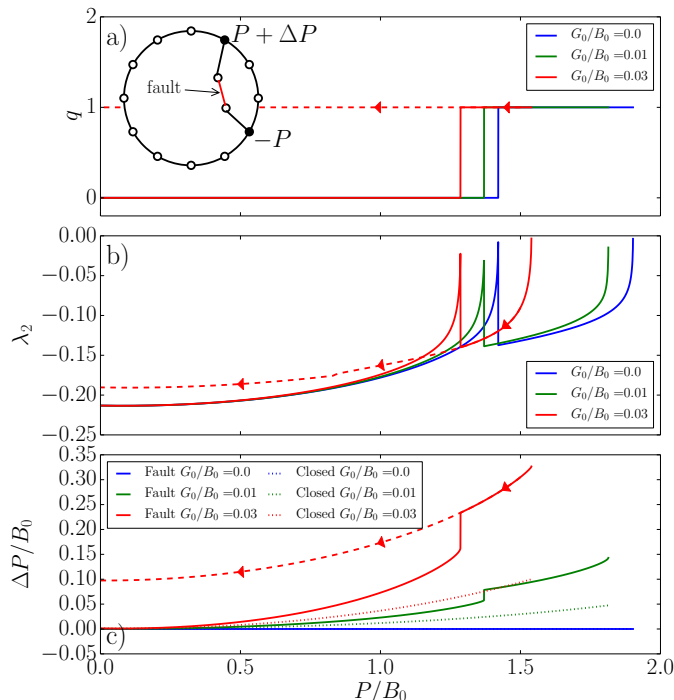 a)
P + ΔP
fault
−P
G₀/B₀ =0.0
G₀/B₀ =0.01
G₀/B₀ =0.03
2
1
0
q
b)
0.00
−0.05
−0.10
−0.15
−0.20
−0.25
λ₂
G₀/B₀ =0.0
G₀/B₀ =0.01
G₀/B₀ =0.03
0.35
0.30
0.25
0.20
0.15
0.10
0.05
0.00
−0.05
ΔP/B₀
Fault G₀/B₀=0.0
Fault G₀/B₀ =0.01
Fault G₀/B₀ =0.03
Closed G₀/B₀ =0.0
Closed G₀/B₀ =0.01
Closed G₀/B₀ =0.03
c)
0.0 0.5 1.0 1.5 2.0
P/B₀